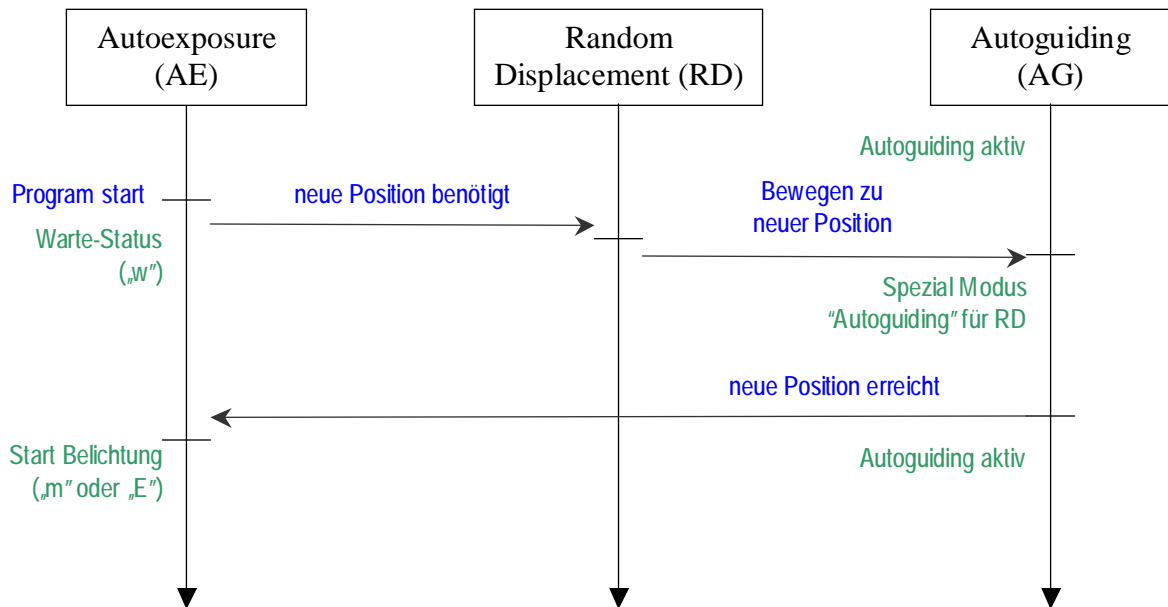 Autoexposure
(AE)
Random
Displacement (RD)
Autoguiding
(AG)
Autoguiding aktiv
Program start
neue Position benötigt
Bewegen zu
neuer Position
Warte-Status
(„w”)
Spezial Modus
“Autoguiding” für RD
neue Position erreicht
Start Belichtung
(„m” oder „E”)
Autoguiding aktiv